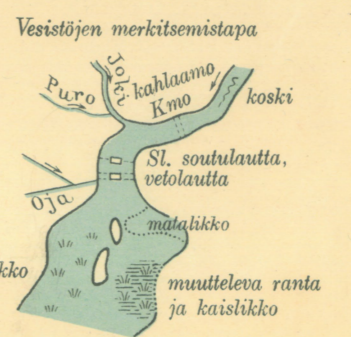 Vesistöjen merkitsemistapa
Joki
kahlaamo
Kmo
Puro
koski
Sl. soutulautta,
vetolautta
Oja
matalikko
kko
muutteleva ranta
ja kaislikko